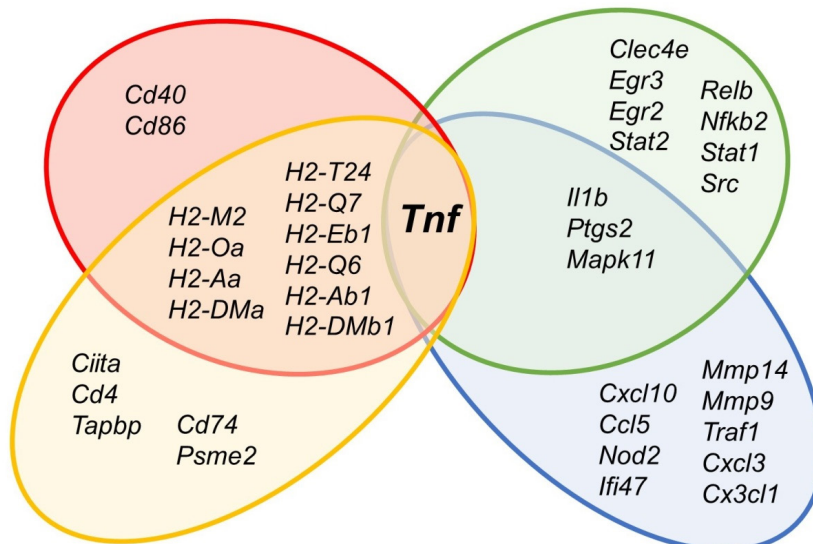 Cd40
Cd86
H2-M2
H2-Oa
H2-Aa
H2-DMa
H2-T24
H2-Q7
H2-Eb1
H2-Q6
H2-Ab1
H2-DMb1
Tnf
Clec4e
Egr3
Egr2
Stat2
Relb
Nfkb2
Stat1
Src
Il1b
Ptgs2
Mapk11
Ciita
Cd4
Tapbp
Cd74
Psme2
Cxcl10
Ccl5
Nod2
Ifi47
Mmp14
Mmp9
Traf1
Cxcl3
Cx3cl1